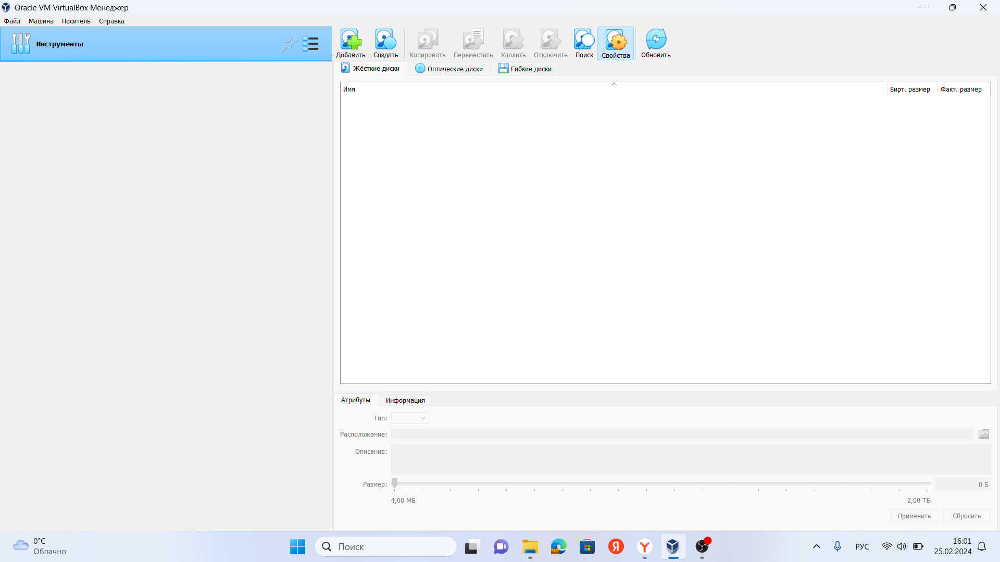 Oracle VM VirtualBox Менеджер
Файл Машина Носитель Справка
Инструменты
Добавить Создать Копировать Переместить Удалить Отключить Поиск Свойства Обновить
Жёсткие диски Оптические диски Гибкие диски
Имя Вирт. размер Факт. размер
Атрибуты Информация
Тип:
Расположение:
Описание:
Размер: 0 Б
4,00 МБ 2,00 ТБ
Применить Сбросить
0°C
Облачно
Поиск
РУС
16:01
25.02.2024